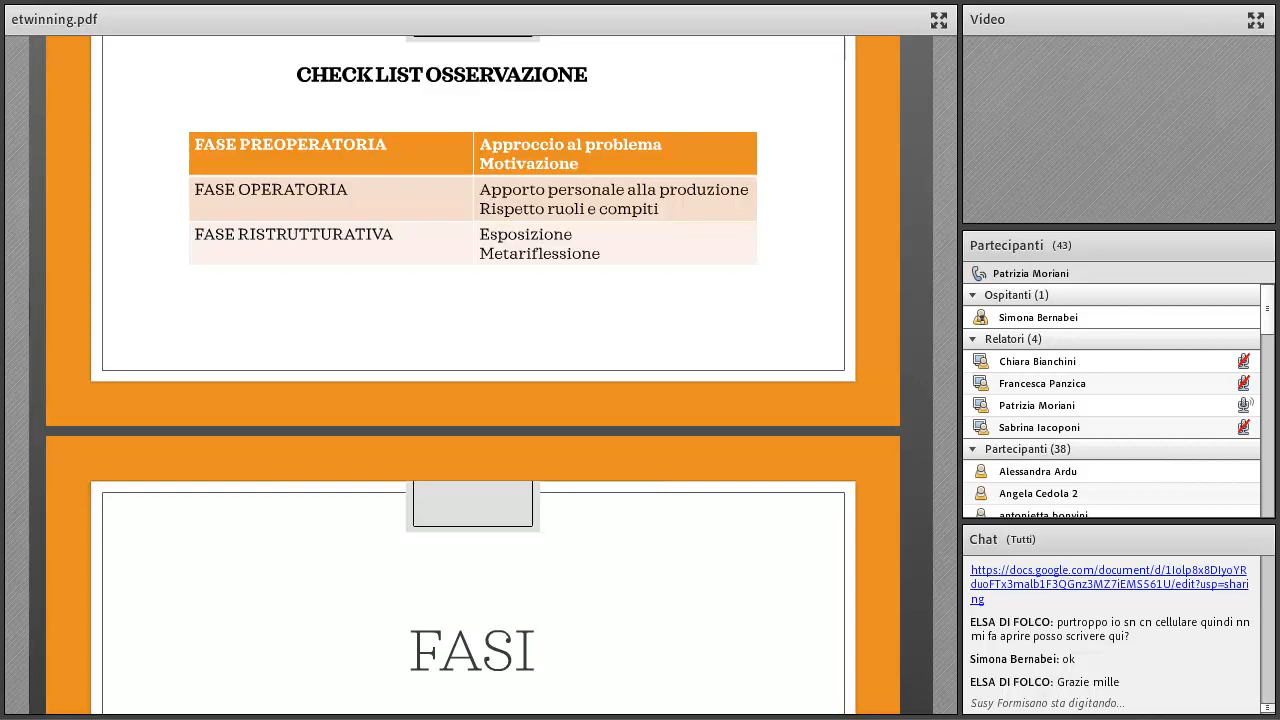 etwinning.pdf
CHECK LIST OSSERVAZIONE
FASE PREOPERATORIA
Approccio al problema
Motivazione
FASE OPERATORIA
Apporto personale alla produzione
Rispetto ruoli e compiti
FASE RISTRUTTURATIVA
Esposizione
Metariflessione
FASI
Video
Partecipanti (43)
Patrizia Moriani
Ospitanti (1)
Simona Bernabei
Relatori (4)
Chiara Bianchini
Francesca Panzica
Patrizia Moriani
Sabrina Iacoponi
Partecipanti (38)
Alessandra Ardu
Angela Cedola 2
Chat (Tutti)
https://docs.google.com/document/d/1Iolp8x8DIyoYR
duoFTx3malb1F3QGnz3MZ7iEMS561U/edit?usp=shari
ng
ELSA DI FOLCO: purtroppo io sn cn cellulare quindi nn
mi fa aprire posso scrivere qui?
Simona Bernabei: ok
ELSA DI FOLCO: Grazie mille
Susy Formisano sta digitando...